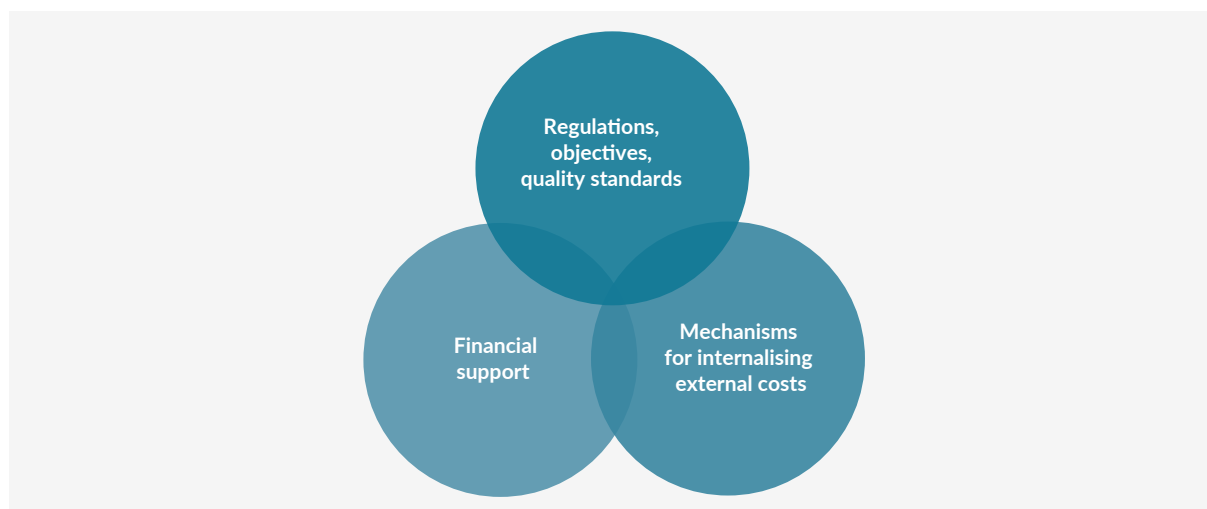 Regulations,
objectives,
quality standards
Financial
support
Mechanisms
for internalising
external costs